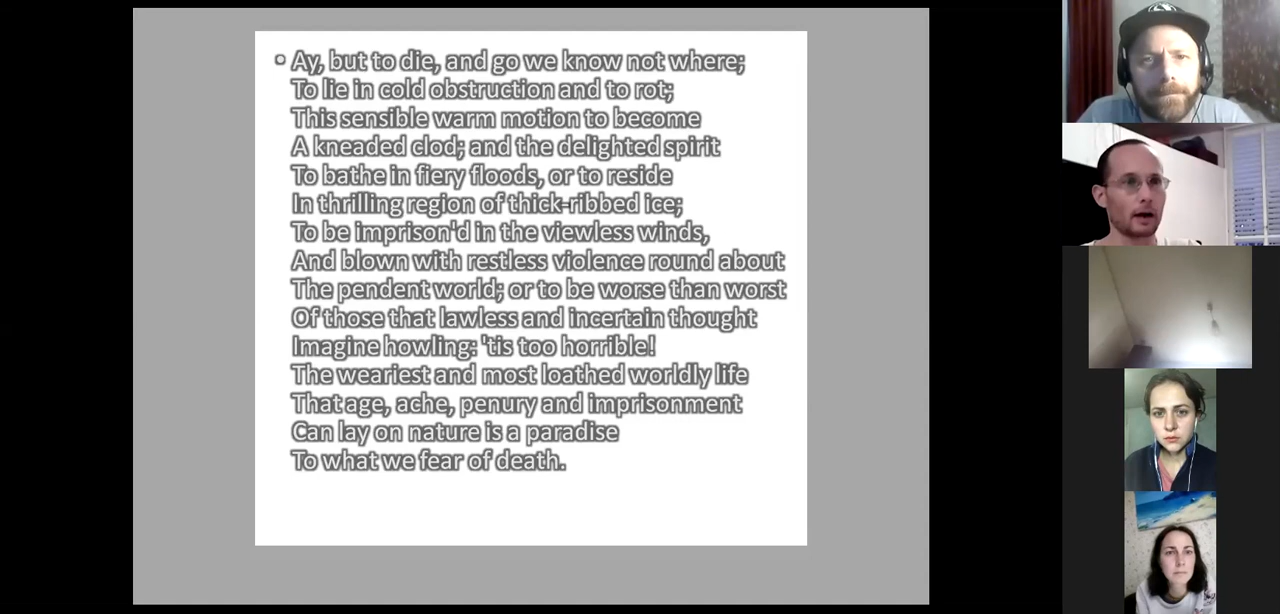 • Ay, but to die, and go we know not where;
To lie in cold obstruction and to rot;
This sensible warm motion to become
A kneaded clod; and the delighted spirit
To bathe in fiery floods, or to reside
In thrilling region of thick-ribbed ice;
To be imprison'd in the viewless winds,
And blown with restless violence round about
The pendent world; or to be worse than worst
Of those that lawless and incertain thought
Imagine howling: 'tis too horrible!
The weariest and most loathed worldly life
That age, ache, penury and imprisonment
Can lay on nature is a paradise
To what we fear of death.